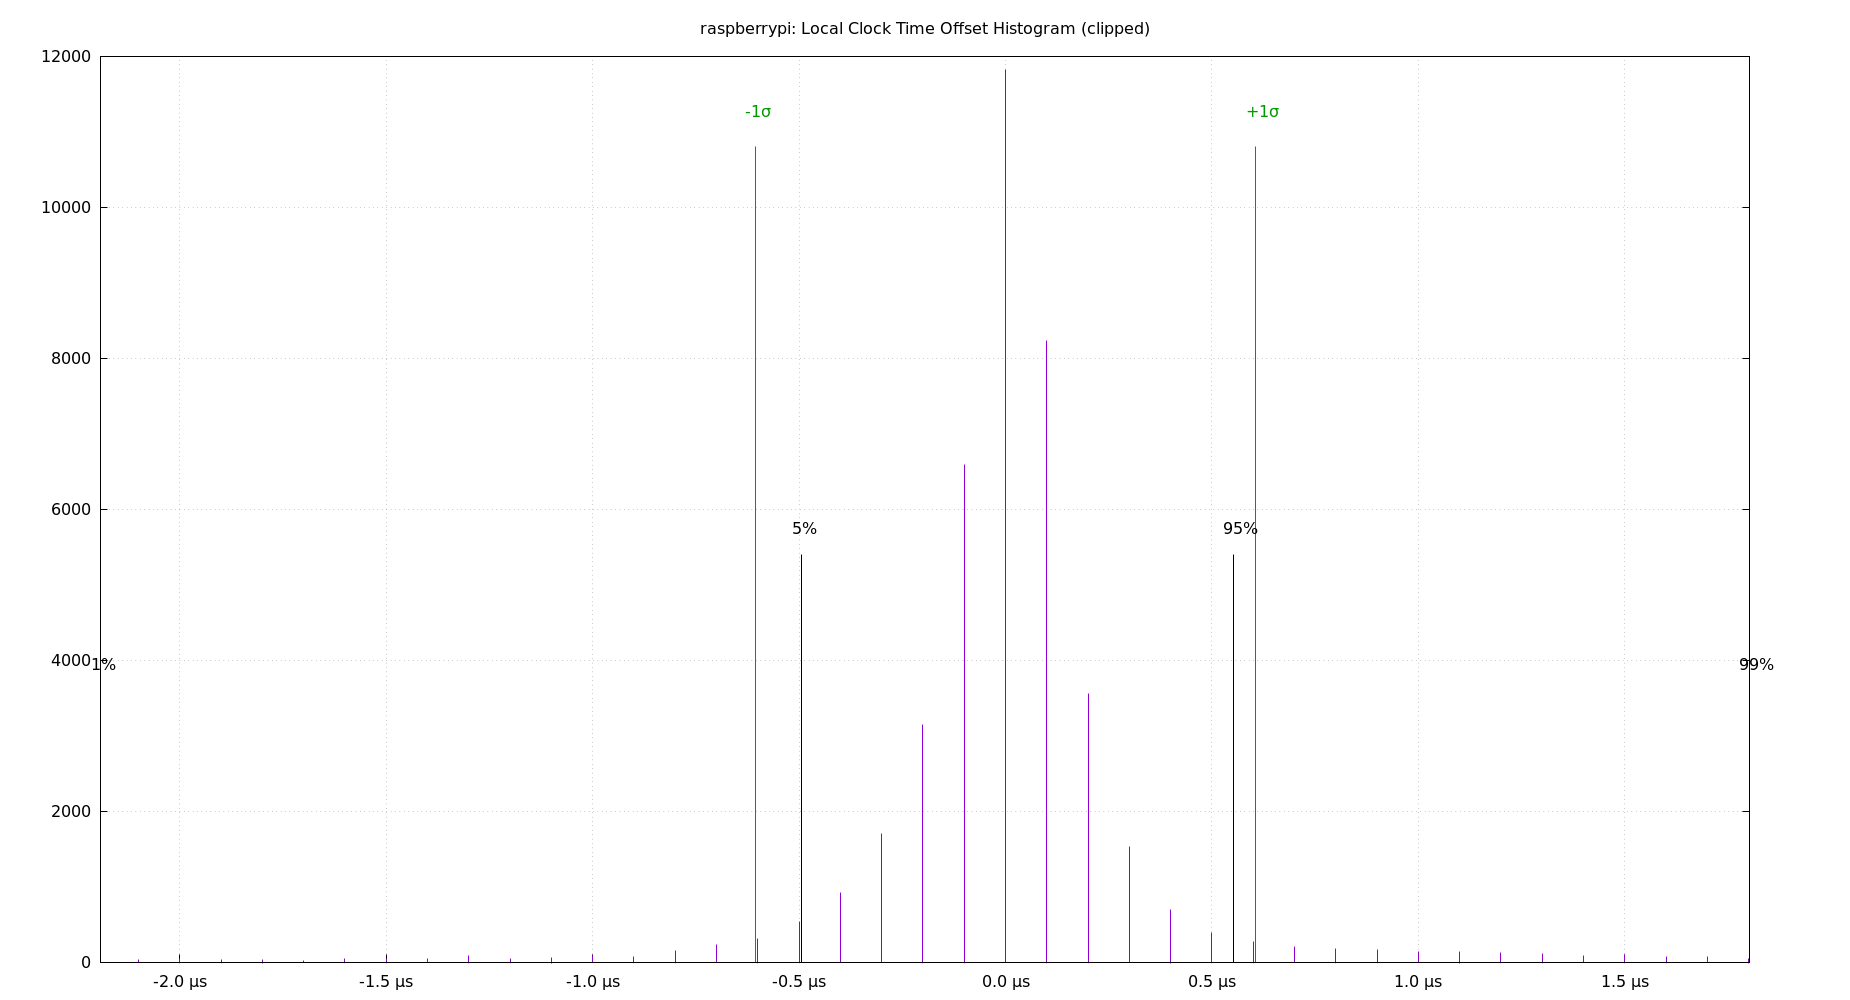 raspberrypi: Local Clock Time Offset Histogram (clipped)
12000
-1σ
+1σ
10000
8000
6000
5%
95%
4000
1%
99%
2000
0
-2.0 µs
-1.5 µs
-1.0 µs
-0.5 µs
0.0 µs
0.5 µs
1.0 µs
1.5 µs